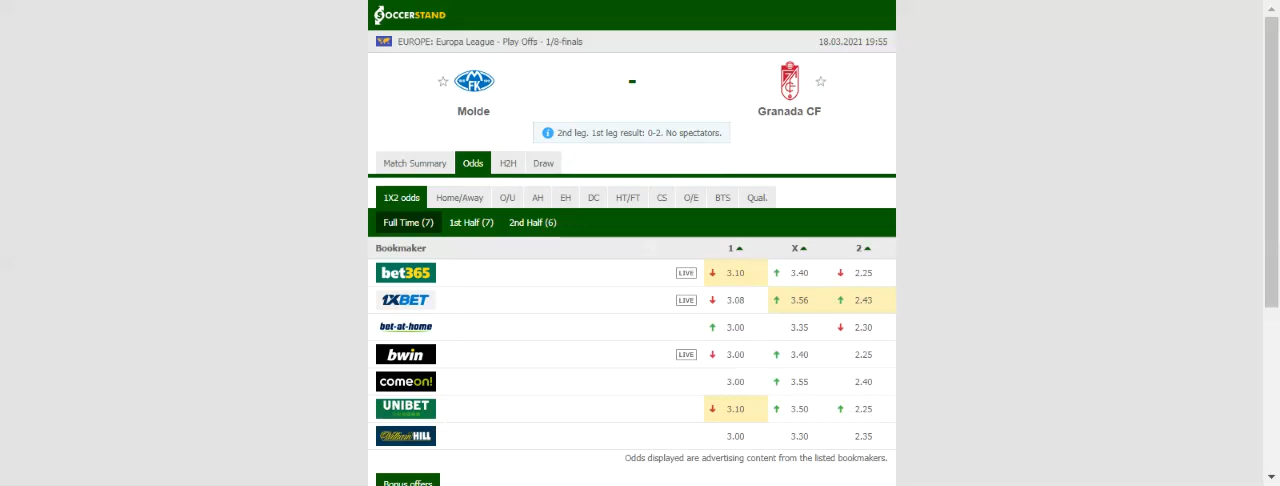 SOCCERSTAND
EUROPE: Europa League - Play Offs - 1/8-finals 18.03.2021 19:55
-
Molde Granada CF
2nd leg. 1st leg result: 0-2. No spectators.
Match Summary Odds H2H Draw
1X2 odds Home/Away O/U AH EH DC HT/FT CS O/E BTS Qual.
Full Time (7) 1st Half (7) 2nd Half (6)
Bookmaker 1 X 2
bet365 LIVE 3.10 3.40 2.25
1XBET LIVE 3.08 3.56 2.43
bet-at-home 3.00 3.35 2.30
bwin LIVE 3.00 3.40 2.25
comeon! 3.00 3.55 2.40
UNIBET 3.10 3.50 2.25
William HILL 3.00 3.30 2.35
Odds displayed are advertising content from the listed bookmakers.
Bonus offers